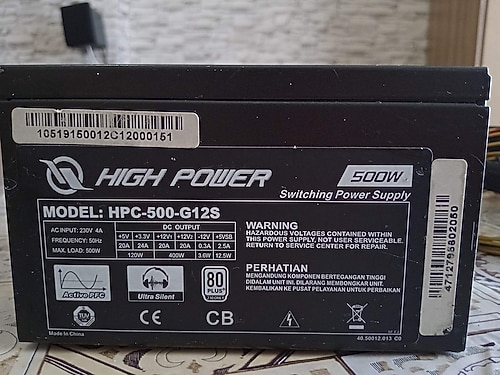 10519150012C12000151
HIGH POWER
500W
Switching Power Supply
MODEL: HPC-500-G12S
AC INPUT: 230V 4A
FREQUENCY: 50Hz
MAX. LOAD: 500W
DC OUTPUT
+5V +3.3V +12V1 +12V2 -12V +5VSB
20A 24A 20A 20A 0.3A 2.5A
120W 400W 3.6W 12.5W
WARNING
HAZARDOUS VOLTAGES CONTAINED WITHIN
THIS POWER SUPPLY, NOT USER SERVICEABLE.
RETURN TO SERVICE CENTER FOR REPAIR.
PERHATIAN
MENGANDUNG KOMPONEN BERTEGANGAN TINGGI
DIDALAM UNIT INI. DILARANG MEMBONGKAR UNIT.
KEMBALIKAN KE PUSAT PELAYANAN UNTUK PERBAIKAN
Active PFC
Ultra Silent
80
PLUS
TUV
CE
CB
Made in China
40.50012.013 C0
4712795802050